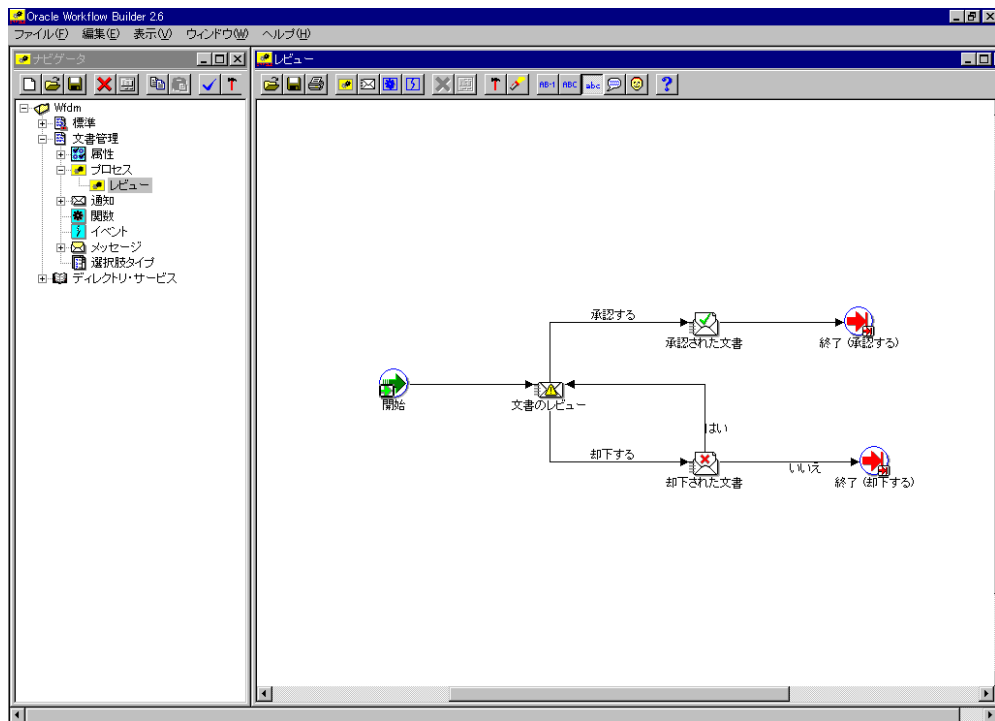 Oracle Workflow Builder 2.6
ファイル(F) 編集(E) 表示(V) ウィンドウ(W) ヘルプ(H)
ナビゲータ
レビュー
AB-1 ABC abc
Wfdm
標準
文書管理
属性
プロセス
レビュー
通知
関数
イベント
メッセージ
選択肢タイプ
ディレクトリ・サービス
承認する
承認された文書
終了 (承認する)
開始
文書のレビュー
はい
却下する
いいえ
却下された文書
終了 (却下する)